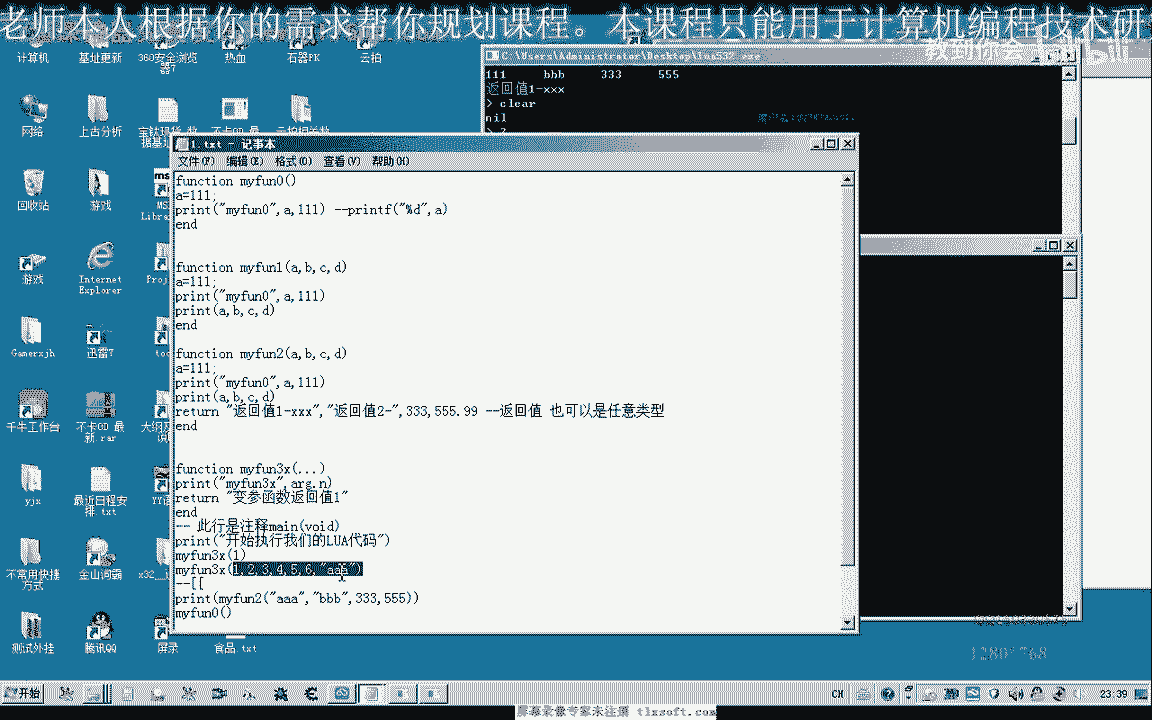 老师本人根据你的需求帮你规划课程。本课程只能用于计算机编程技术研
教到你会
计算机
基址更新
360安全浏览器7
热血
石器PK
云拍
C:\Users\Administrator\Desktop\lua532.exe
111 bbb 333 555
返回值1-xxx
> clear
nil
> ?
网络
上古分析
回收站
游戏
游戏
Internet Explorer
Gamerxjh
迅雷7
千牛工作台
不卡OD 最新.rar
yjx
最近日程安排.txt
不常用快捷方式
金山词霸
测试外挂
腾讯QQ
屏录
食品.txt
1.txt - 记事本
文件(F) 编辑(E) 格式(O) 查看(V) 帮助(H)
function myfun0()
a=111;
print("myfun0",a,111) --printf("%d",a)
end
function myfun1(a,b,c,d)
a=111;
print("myfun0",a,111)
print(a,b,c,d)
end
function myfun2(a,b,c,d)
a=111;
print("myfun0",a,111)
print(a,b,c,d)
return "返回值1-xxx","返回值2-",333,555.99 --返回值 也可以是任意类型
end
function myfun3x(...)
print("myfun3x",arg.n)
return "变参函数返回值1"
end
-- 此行是注释main(void)
print("开始执行我们的LUA代码")
myfun3x(1)
myfun3x(1,2,3,4,5,6,"aaa")
--[[
print(myfun2("aaa","bbb",333,555))
myfun0()
开始
CH
23:39
屏幕录像专家未注册 tlxsoft.com